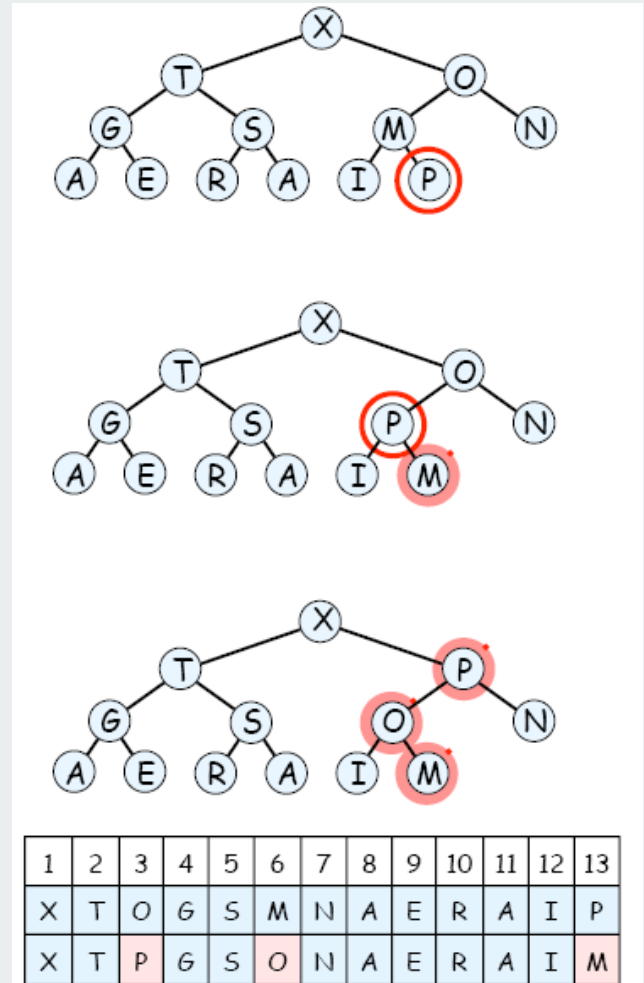 X
T O
G S M N
A E R A I P
X
T O
G S P N
A E R A I M
X
T P
G S O N
A E R A I M
1 2 3 4 5 6 7 8 9 10 11 12 13
X T O G S M N A E R A I P
X T P G S O N A E R A I M